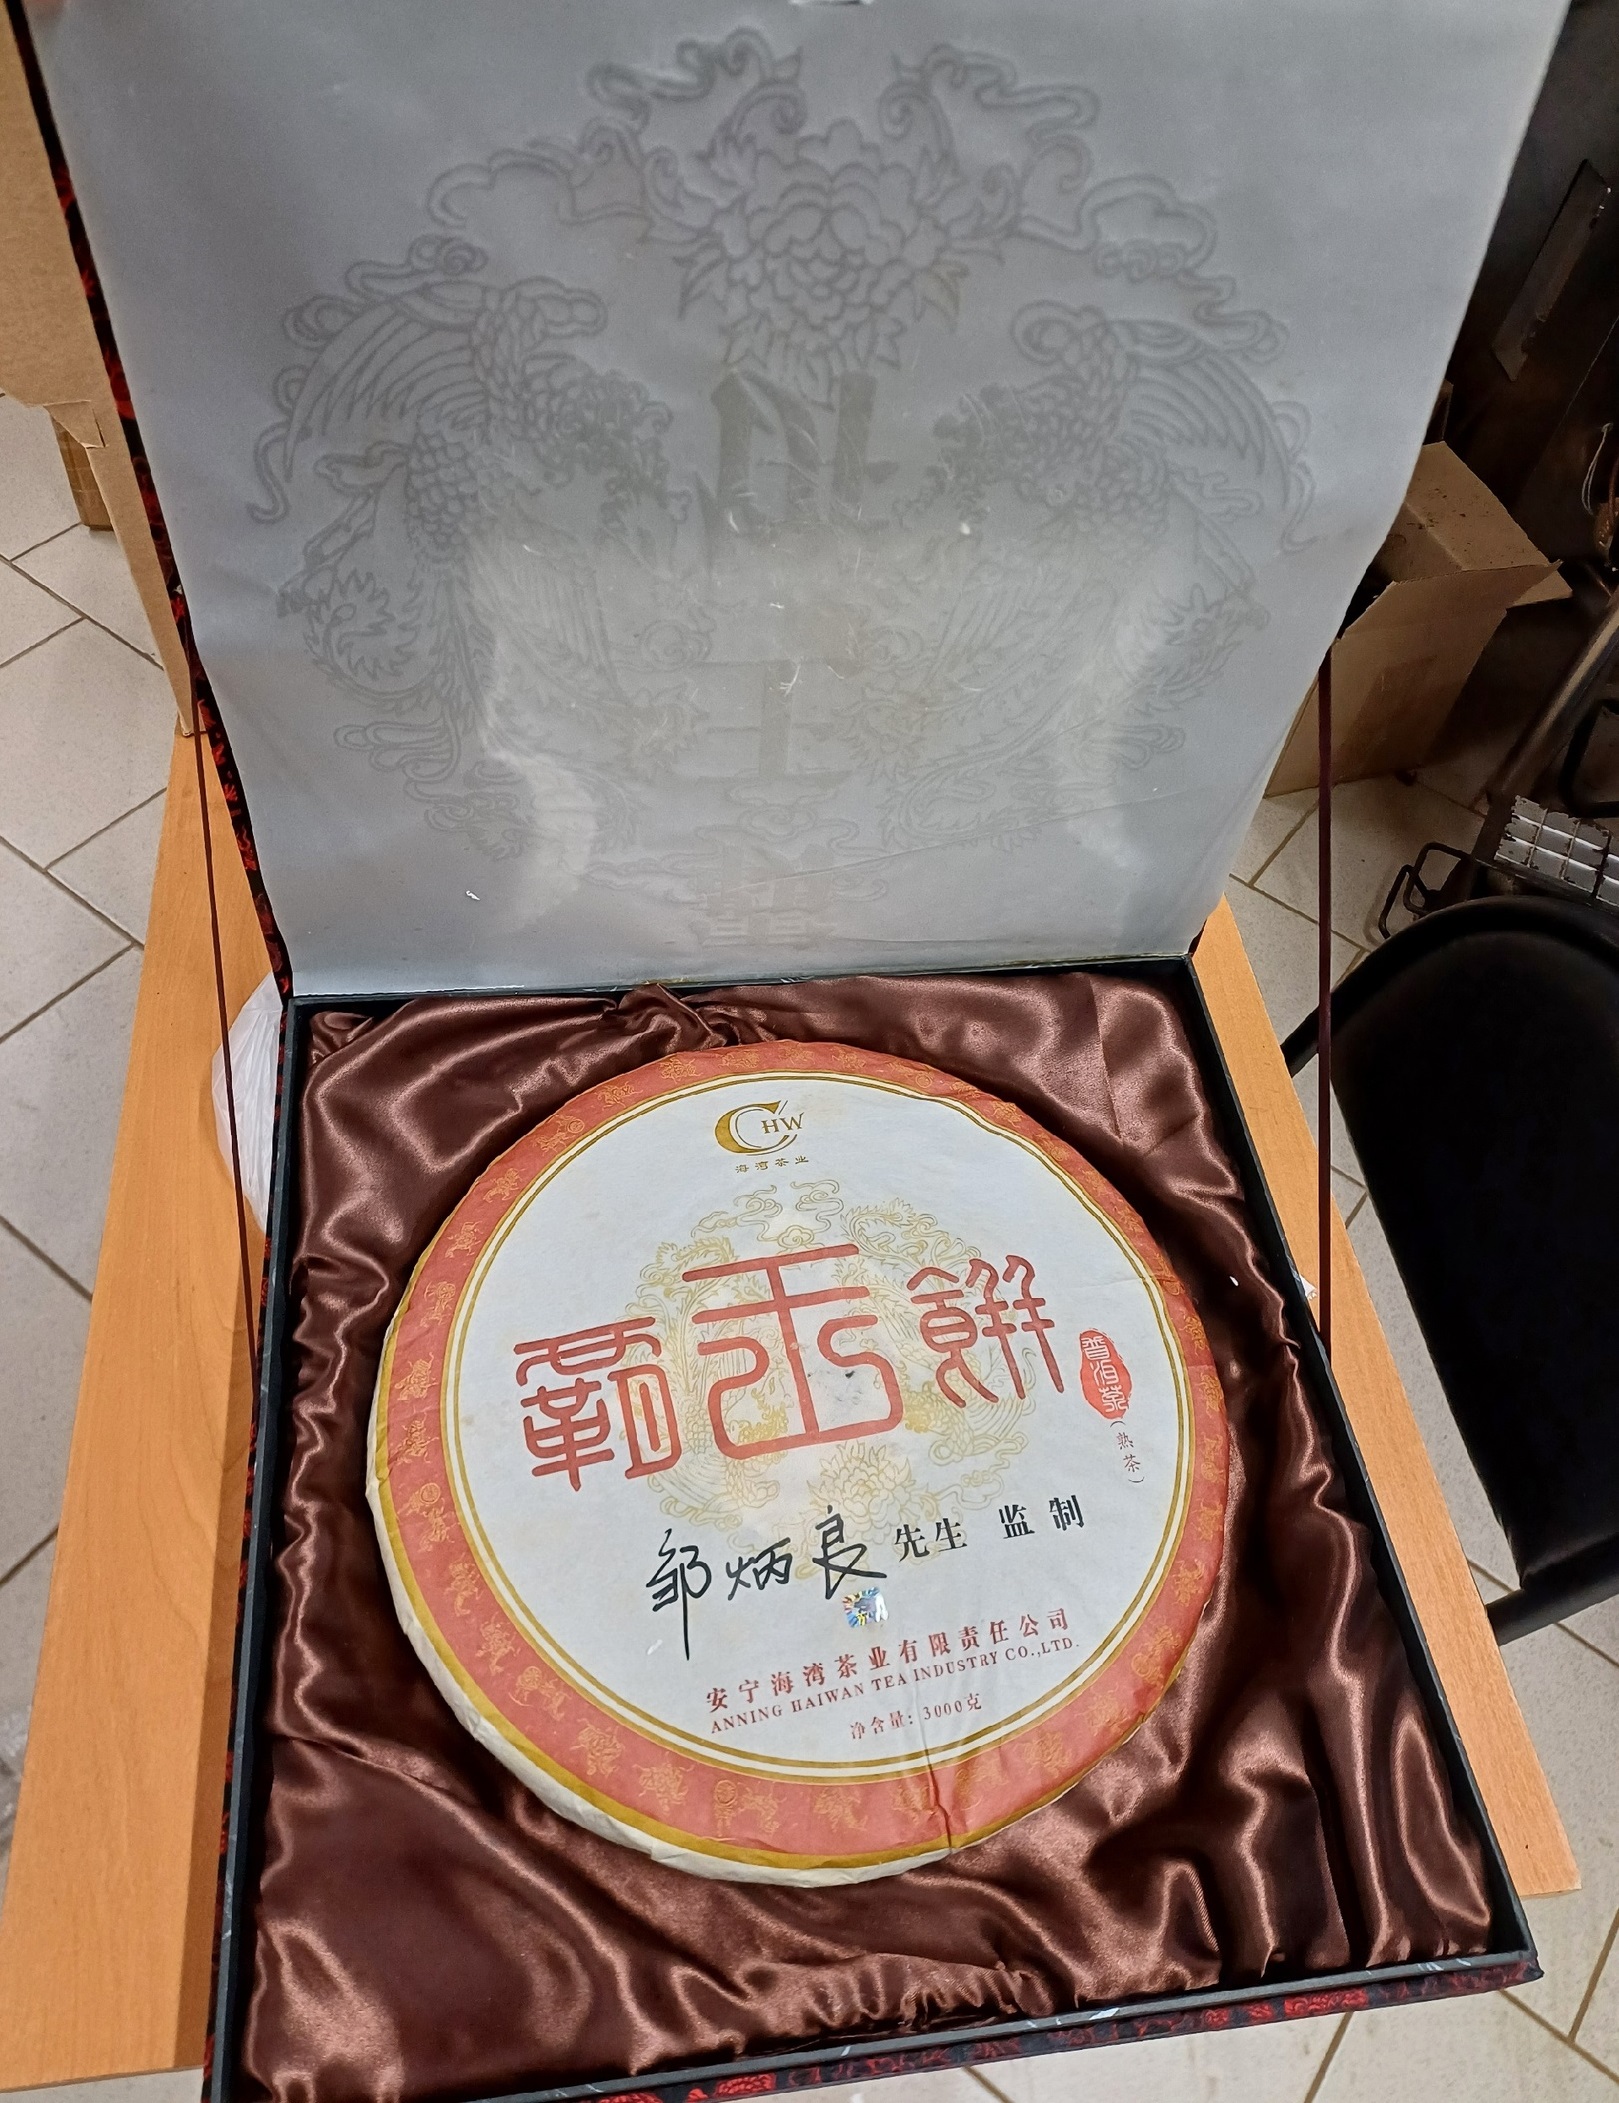 CHW
海湾茶业
霸王餅
普洱茶
(熟茶)
邹炳良 先生 监制
安宁海湾茶业有限责任公司
ANNING HAIWAN TEA INDUSTRY CO.,LTD.
净含量: 3000克